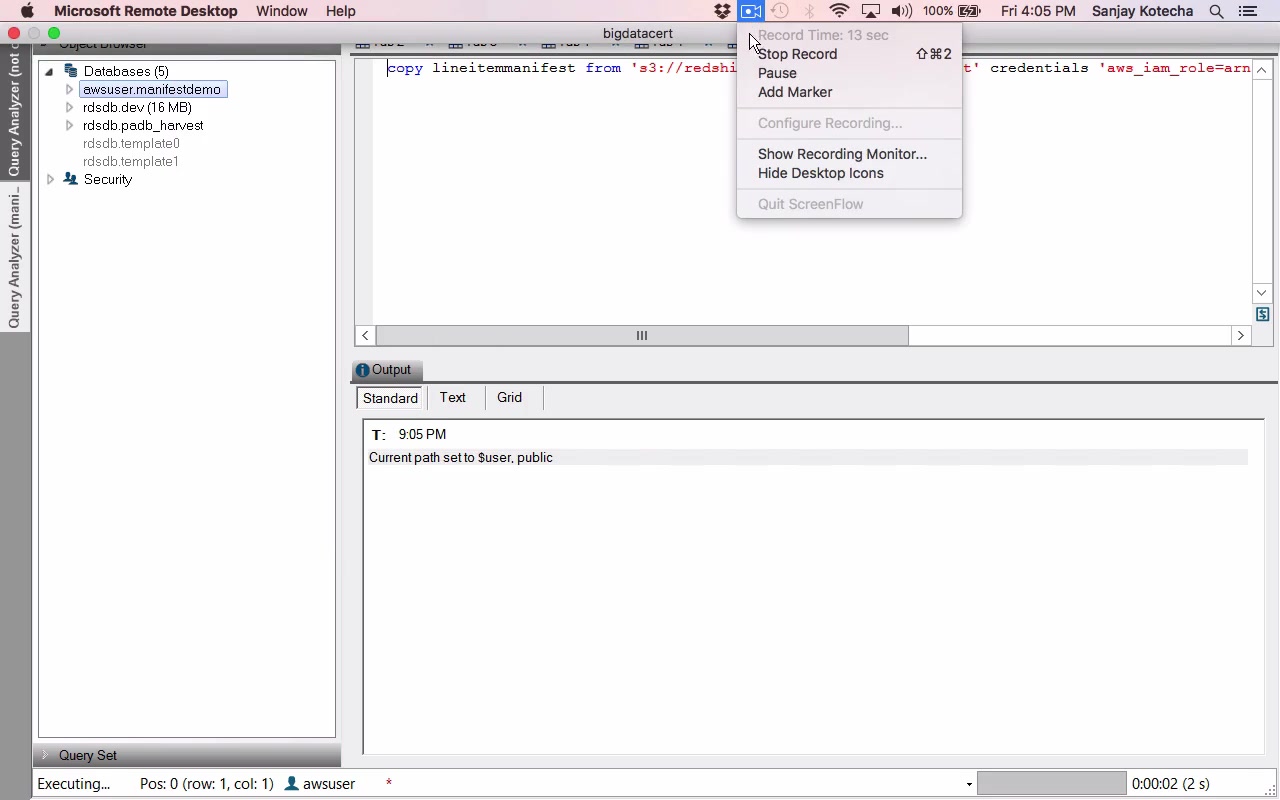 Microsoft Remote Desktop Window Help 100% Fri 4:05 PM Sanjay Kotecha
bigdatacert
Record Time: 13 sec
Stop Record ⇧⌘2
Pause
Add Marker
Configure Recording...
Show Recording Monitor...
Hide Desktop Icons
Quit ScreenFlow
Query Analyzer (not c
Query Analyzer (mani...
Object Browser
Databases (5)
awsuser.manifestdemo
rdsdb.dev (16 MB)
rdsdb.padb_harvest
rdsdb.template0
rdsdb.template1
Security
Query Set
copy lineitemmanifest from 's3://redshi t' credentials 'aws_iam_role=arn
Output
Standard Text Grid
T: 9:05 PM
Current path set to $user, public
Executing... Pos: 0 (row: 1, col: 1) awsuser * 0:00:02 (2 s)